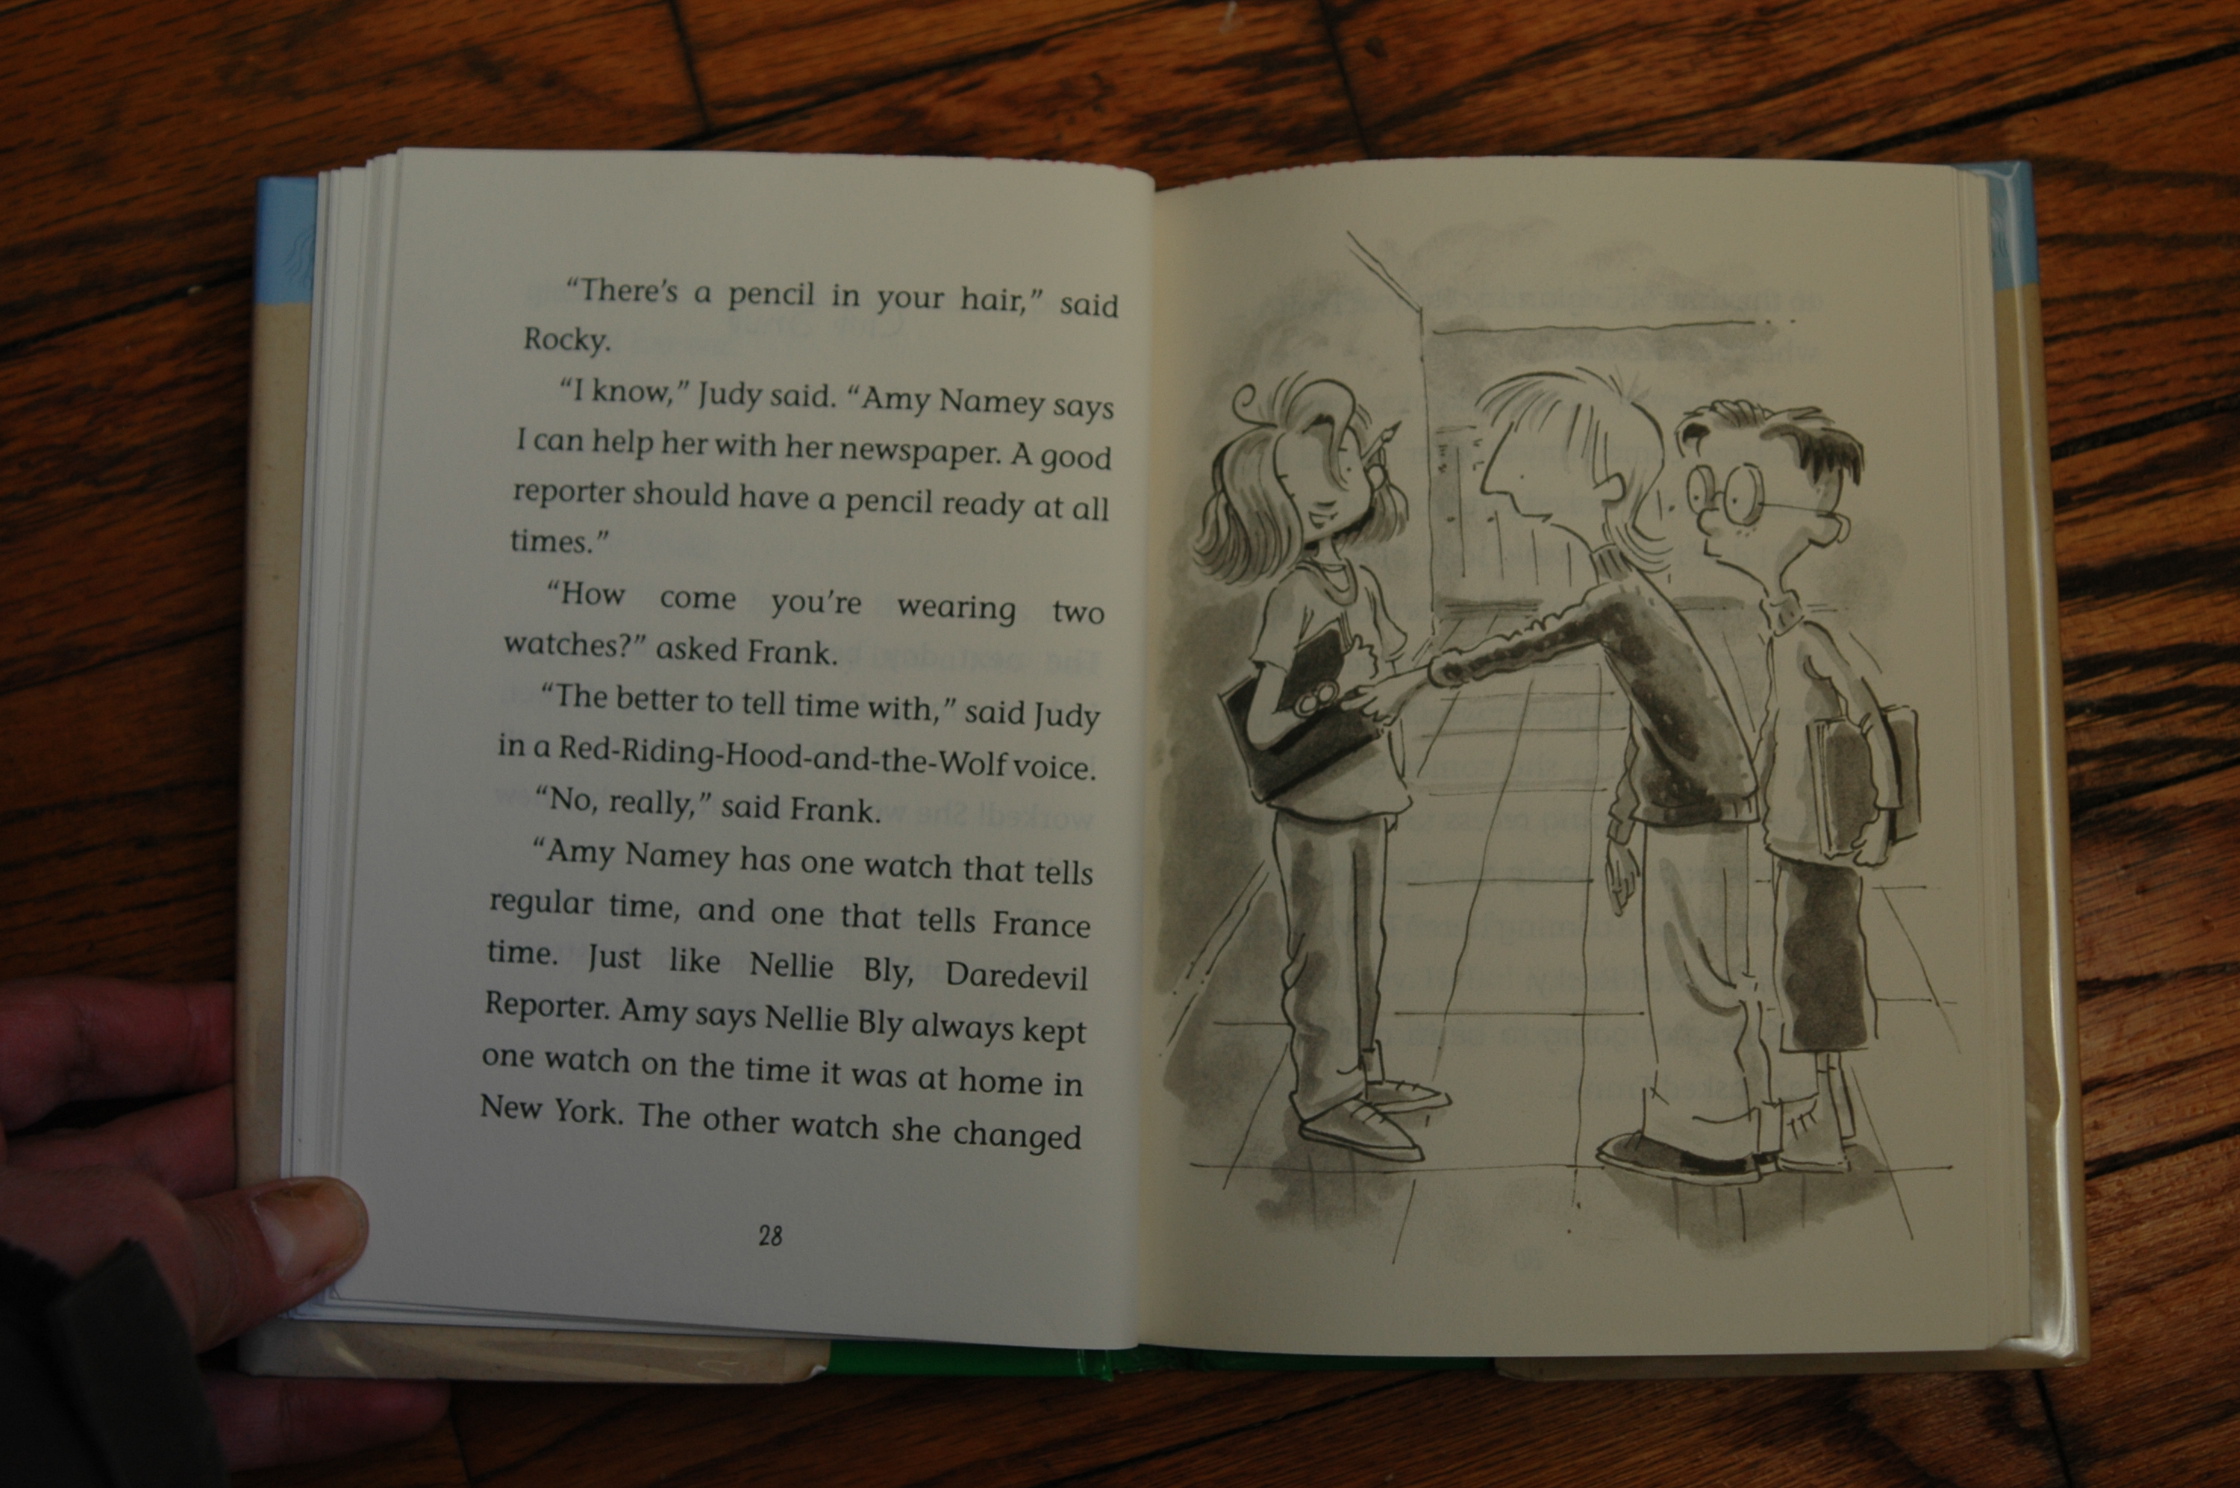 “There’s a pencil in your hair,” said
Rocky.
“I know,” Judy said. “Amy Namey says
I can help her with her newspaper. A good
reporter should have a pencil ready at all
times.”
“How come you’re wearing two
watches?” asked Frank.
“The better to tell time with,” said Judy
in a Red-Riding-Hood-and-the-Wolf voice.
“No, really,” said Frank.
“Amy Namey has one watch that tells
regular time, and one that tells France
time. Just like Nellie Bly, Daredevil
Reporter. Amy says Nellie Bly always kept
one watch on the time it was at home in
New York. The other watch she changed
28